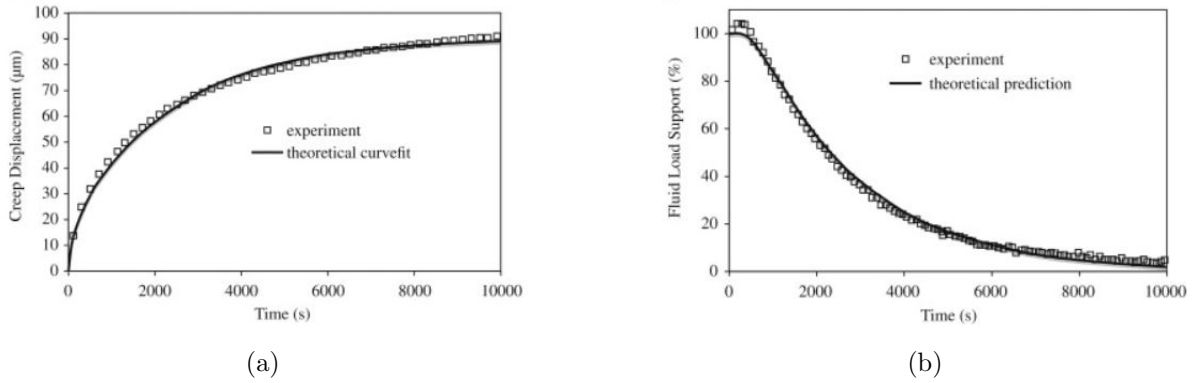 100
90
80
70
60
50
40
30
20
10
0
Creep Displacement (μm)
experiment
theoretical curvefit
0 2000 4000 6000 8000 10000
Time (s)
(a)
100
80
60
40
20
0
Fluid Load Support (%)
experiment
theoretical prediction
0 2000 4000 6000 8000 10000
Time (s)
(b)